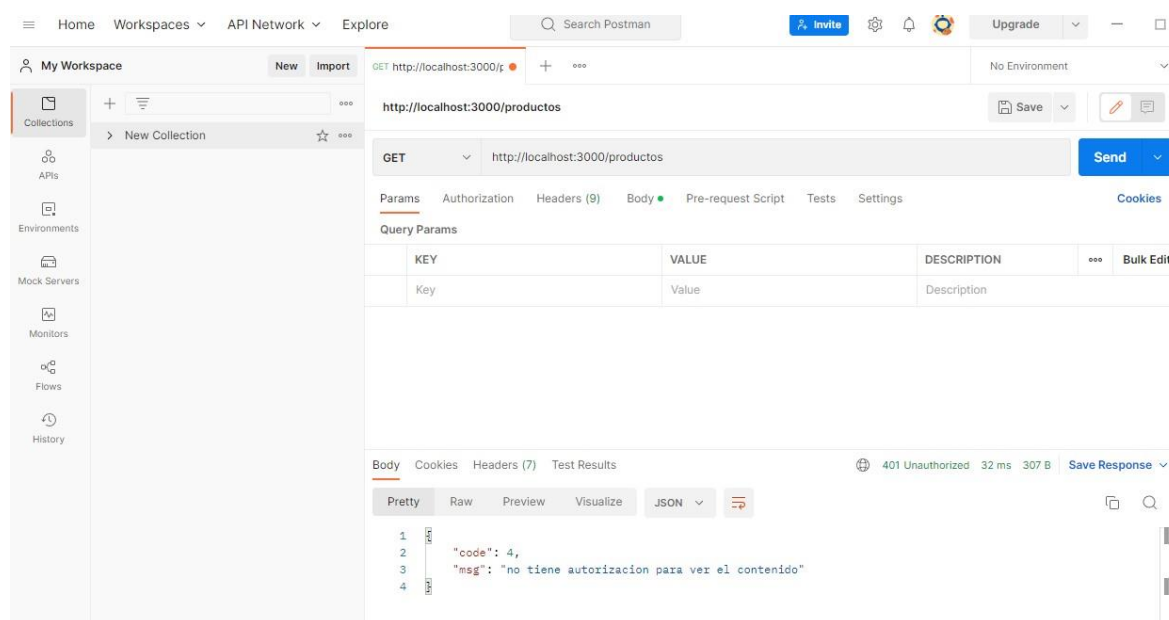 Home Workspaces API Network Explore Search Postman Invite Upgrade
My Workspace New Import GET http://localhost:3000/p No Environment
http://localhost:3000/productos Save
Collections
New Collection
APIs
Environments
Mock Servers
Monitors
Flows
History
GET http://localhost:3000/productos Send
Params Authorization Headers (9) Body Pre-request Script Tests Settings Cookies
Query Params
KEY VALUE DESCRIPTION Bulk Edit
Key Value Description
Body Cookies Headers (7) Test Results 401 Unauthorized 32 ms 307 B Save Response
Pretty Raw Preview Visualize JSON
1 {
2 "code": 4,
3 "msg": "no tiene autorizacion para ver el contenido"
4 }